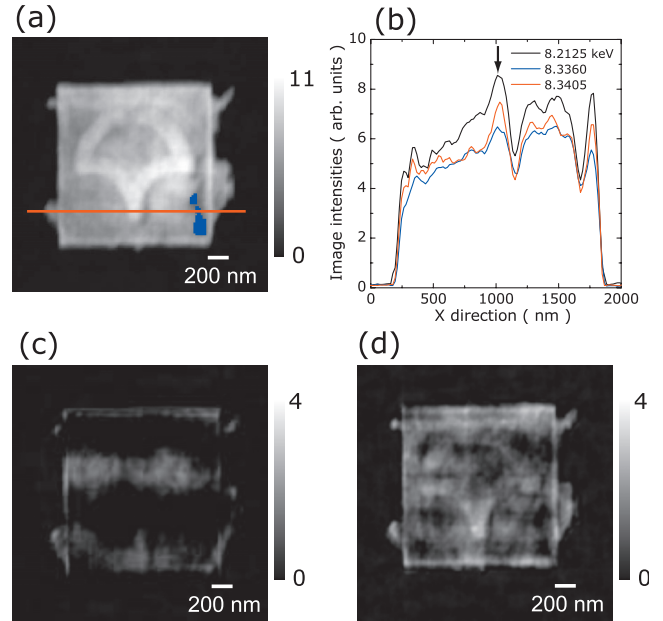 (a)
11
0
200 nm
(b)
Image intensities ( arb. units )
10
8
6
4
2
0
8.2125 keV
8.3360
8.3405
0
500
1000
1500
2000
X direction ( nm )
(c)
4
0
200 nm
(d)
4
0
200 nm